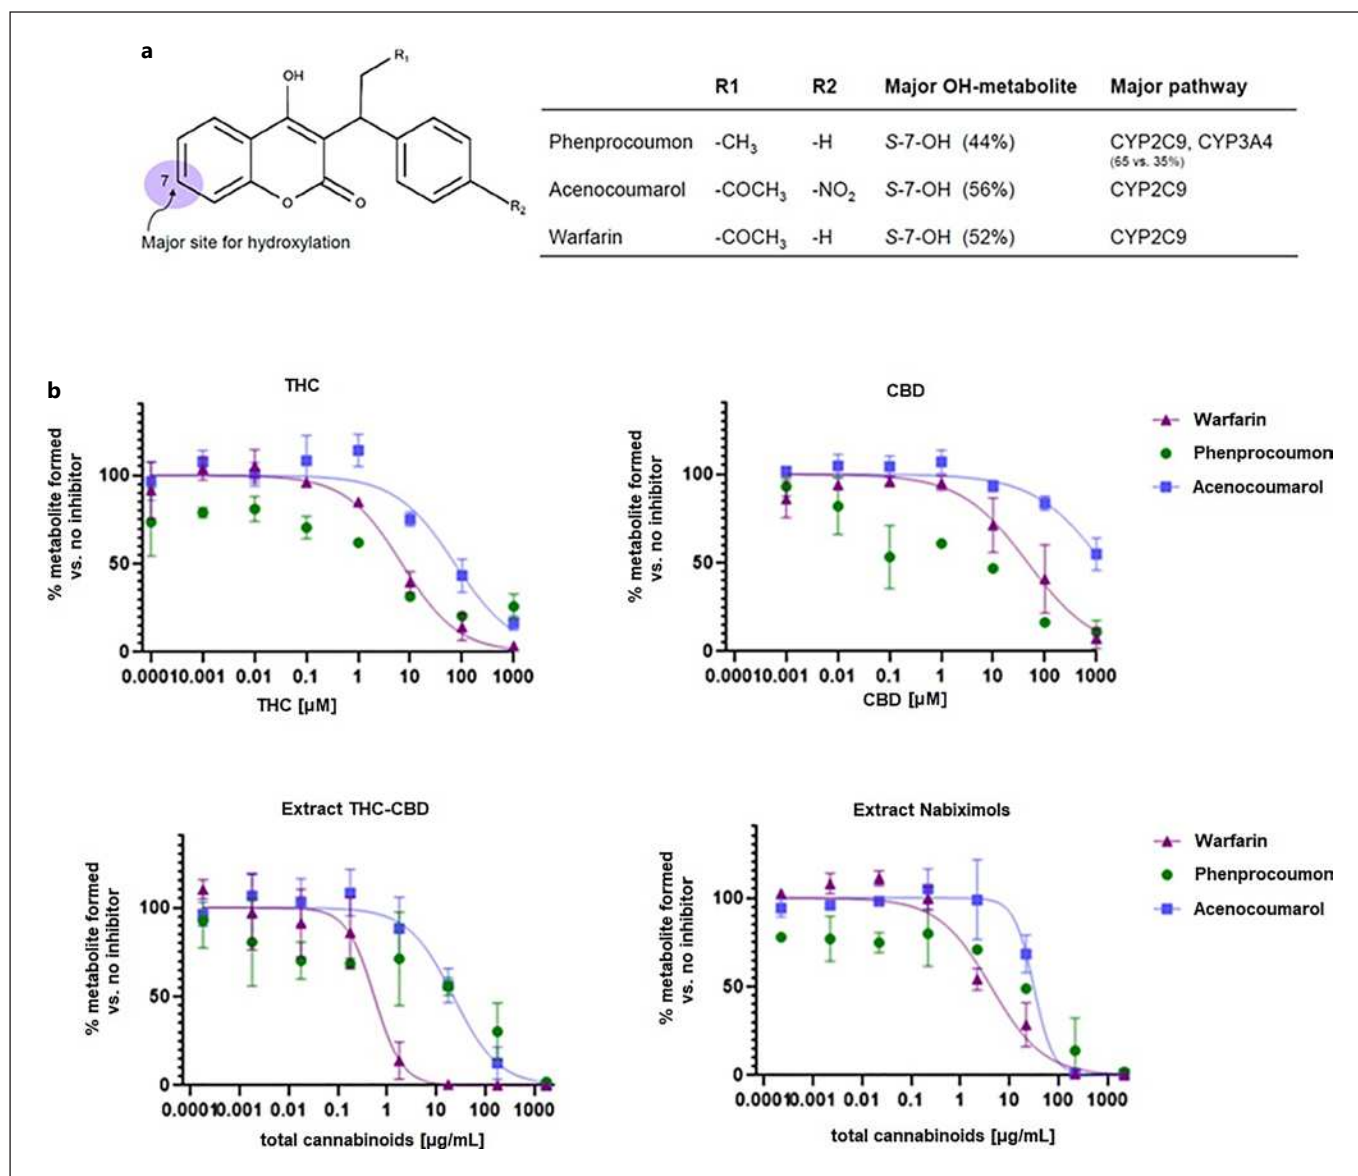 a
R1
OH
7
O
O
R2
Major site for hydroxylation
R1 R2 Major OH-metabolite Major pathway
Phenprocoumon -CH3 -H S-7-OH (44%) CYP2C9, CYP3A4
(65 vs. 35%)
Acenocoumarol -COCH3 -NO2 S-7-OH (56%) CYP2C9
Warfarin -COCH3 -H S-7-OH (52%) CYP2C9
b
THC
% metabolite formed
vs. no inhibitor
100
50
0
0.0001 0.001 0.01 0.1 1 10 100 1000
THC [µM]
CBD
% metabolite formed
vs. no inhibitor
100
50
0
0.0001 0.001 0.01 0.1 1 10 100 1000
CBD [µM]
Warfarin
Phenprocoumon
Acenocoumarol
Extract THC-CBD
% metabolite formed
vs. no inhibitor
100
50
0
0.0001 0.001 0.01 0.1 1 10 100 1000
total cannabinoids [µg/mL]
Extract Nabiximols
% metabolite formed
vs. no inhibitor
100
50
0
0.0001 0.001 0.01 0.1 1 10 100 1000
total cannabinoids [µg/mL]
Warfarin
Phenprocoumon
Acenocoumarol